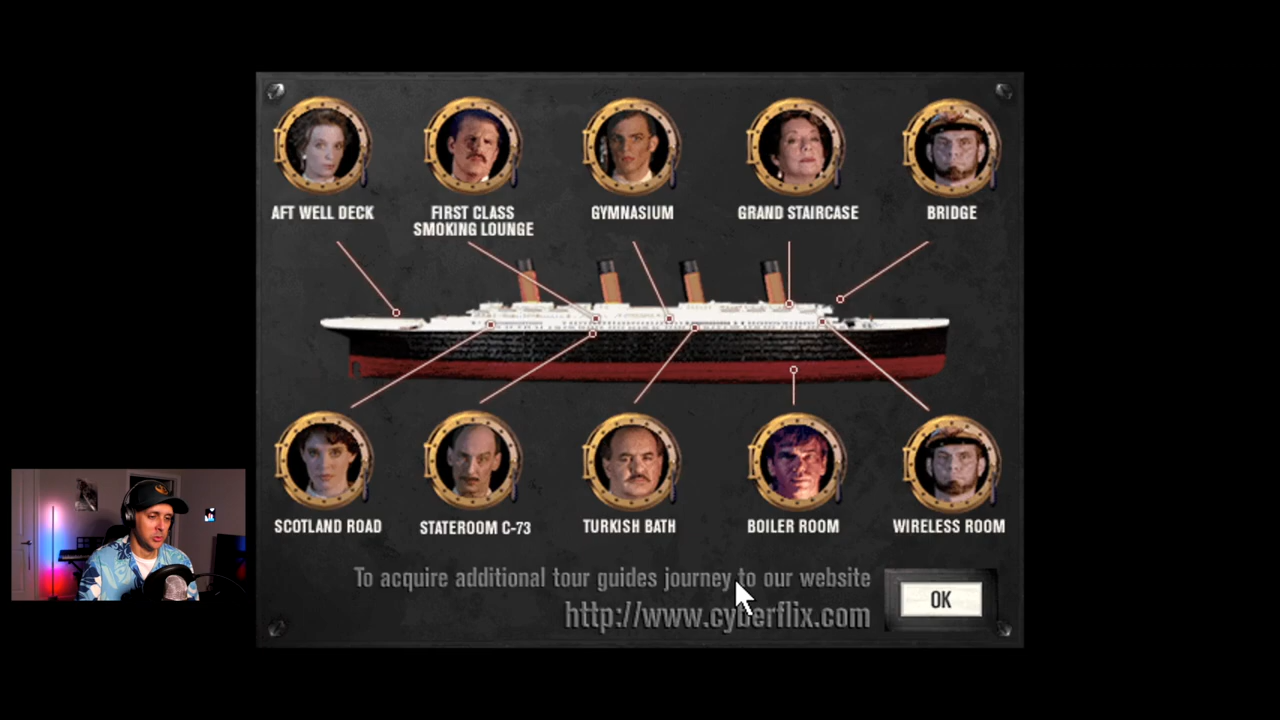 AFT WELL DECK
FIRST CLASS
SMOKING LOUNGE
GYMNASIUM
GRAND STAIRCASE
BRIDGE
SCOTLAND ROAD
STATEROOM C-73
TURKISH BATH
BOILER ROOM
WIRELESS ROOM
To acquire additional tour guides journey to our website
http://www.cyberflix.com
OK